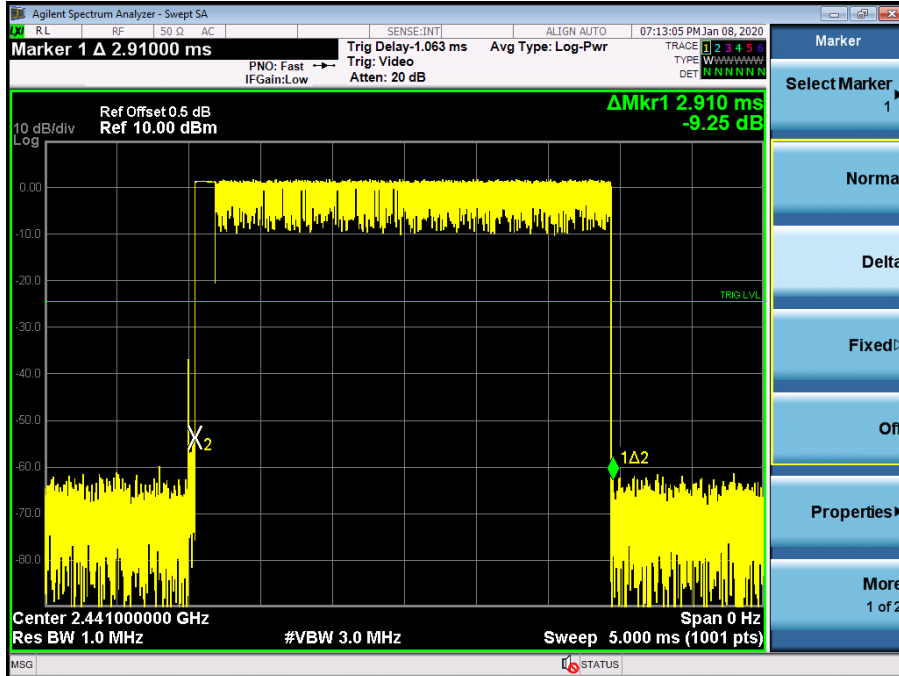 Agilent Spectrum Analyzer - Swept SA
LXI RL RF 50 Ω AC SENSE:INT ALIGN AUTO 07:13:05 PM Jan 08, 2020
Marker 1 Δ 2.91000 ms
PNO: Fast
IFGain:Low
Trig Delay-1.063 ms
Trig: Video
Atten: 20 dB
Avg Type: Log-Pwr
TRACE 1 2 3 4 5 6
TYPE WWWWWW
DET N N N N N N
ΔMkr1 2.910 ms
-9.25 dB
Ref Offset 0.5 dB
10 dB/div Ref 10.00 dBm
Log
0.00
-10.0
-20.0
TRIG LVL
-30.0
-40.0
-50.0
2
1Δ2
-60.0
-70.0
-80.0
Center 2.441000000 GHz Span 0 Hz
Res BW 1.0 MHz #VBW 3.0 MHz Sweep 5.000 ms (1001 pts)
MSG STATUS
Marker
Select Marker
1
Norma
Delta
Fixed
Of
Properties
More
1 of 2